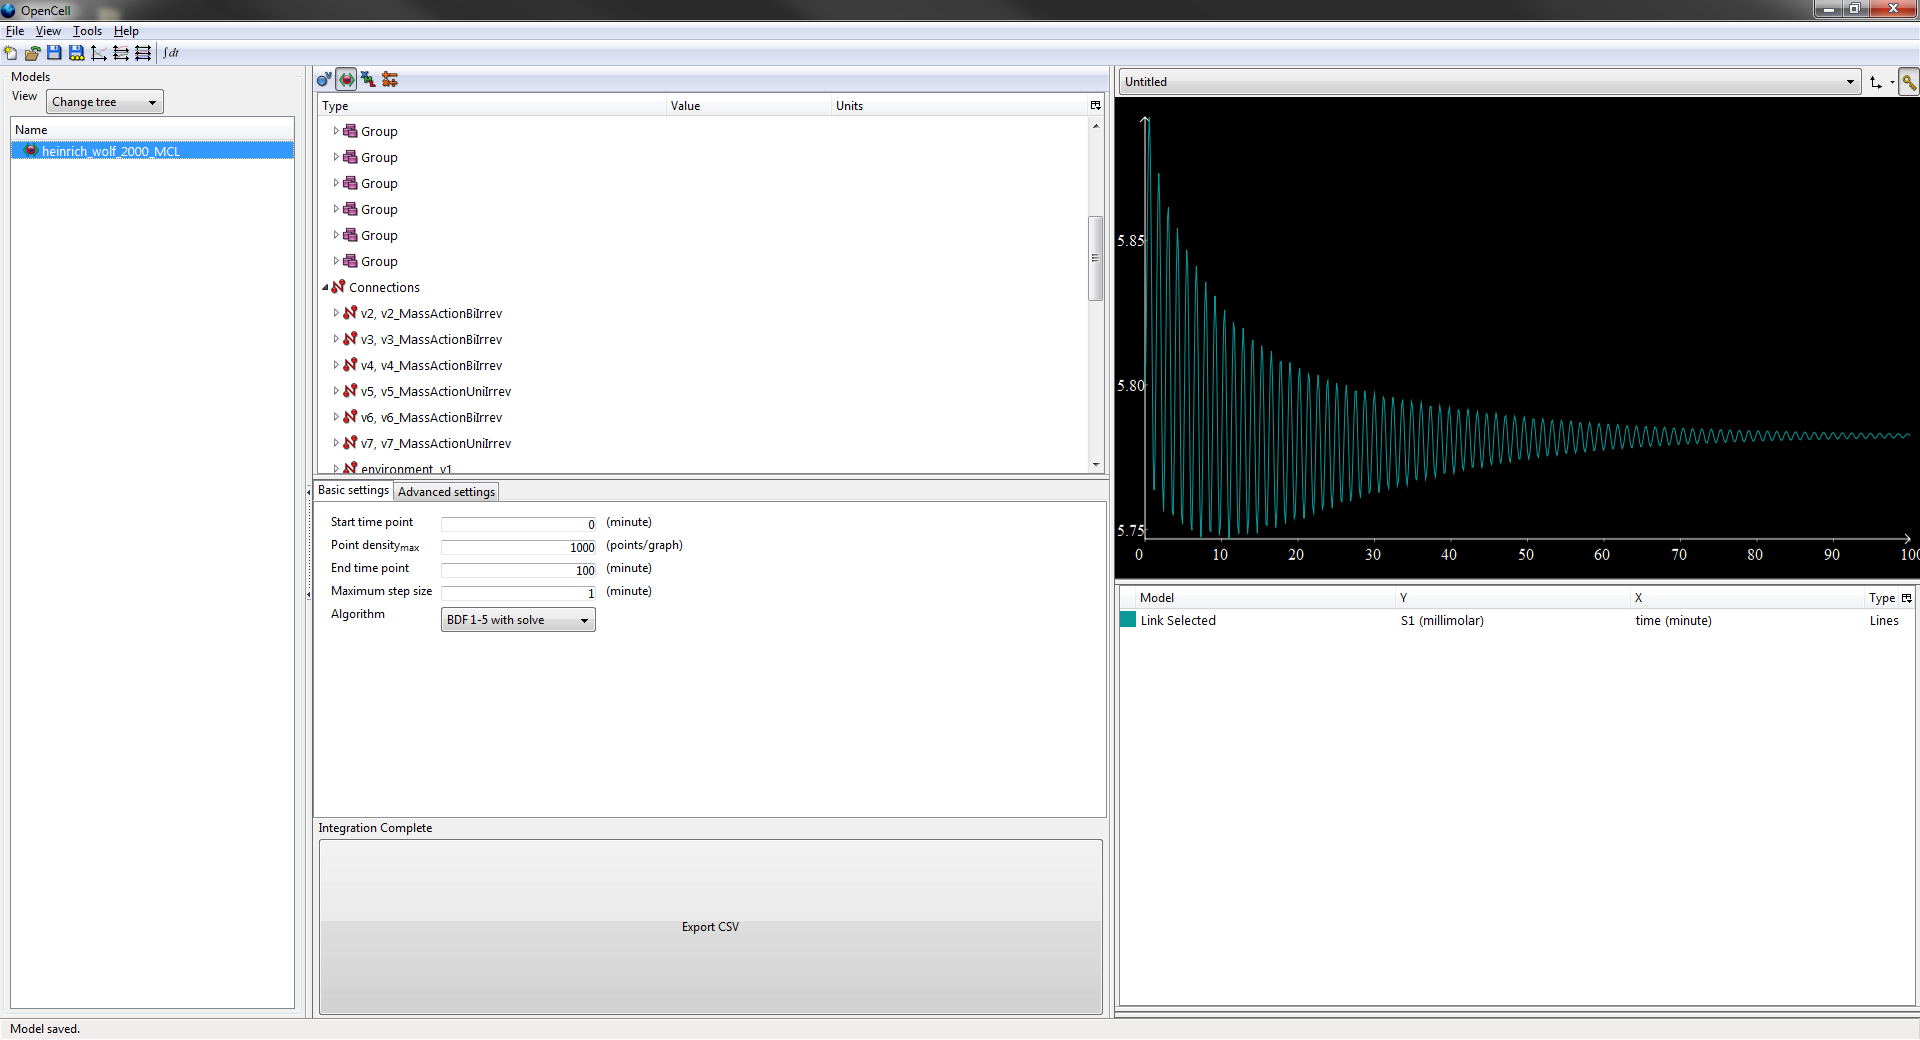 OpenCell
File View Tools Help
∫dt
Models
View Change tree
Name
heinrich_wolf_2000_MCL
Type Value Units
Group
Group
Group
Group
Group
Group
Connections
v2, v2_MassActionBiIrrev
v3, v3_MassActionBiIrrev
v4, v4_MassActionBiIrrev
v5, v5_MassActionUniIrrev
v6, v6_MassActionBiIrrev
v7, v7_MassActionUniIrrev
environment_v1
Basic settings Advanced settings
Start time point 0 (minute)
Point densitymax 1000 (points/graph)
End time point 100 (minute)
Maximum step size 1 (minute)
Algorithm BDF 1-5 with solve
Integration Complete
Export CSV
Untitled
5.85
5.80
5.75
0 10 20 30 40 50 60 70 80 90 100
Model Y X Type
Link Selected S1 (millimolar) time (minute) Lines
Model saved.